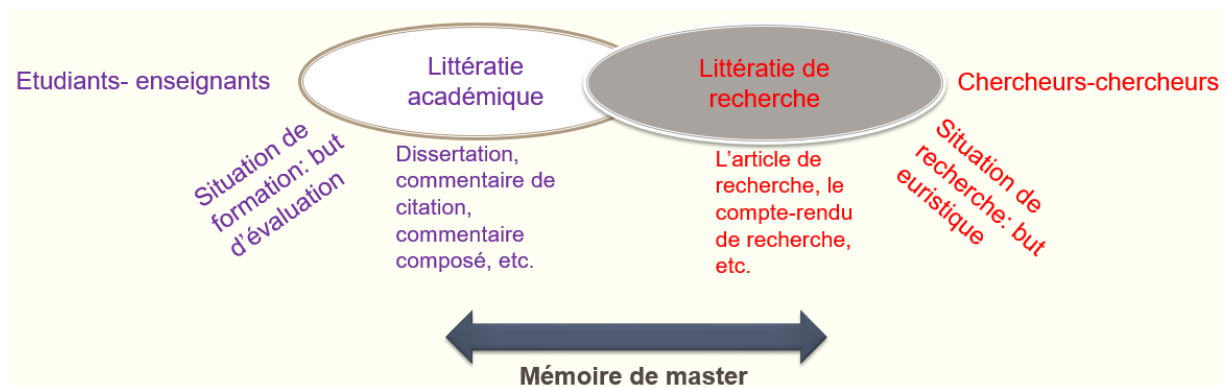 Etudiants- enseignants
Littératie
académique
Littératie de
recherche
Chercheurs-chercheurs
Situation de
formation: but
d’évaluation
Dissertation,
commentaire de
citation,
commentaire
composé, etc.
L’article de
recherche, le
compte-rendu
de recherche,
etc.
Situation de
recherche: but
euristique
Mémoire de master